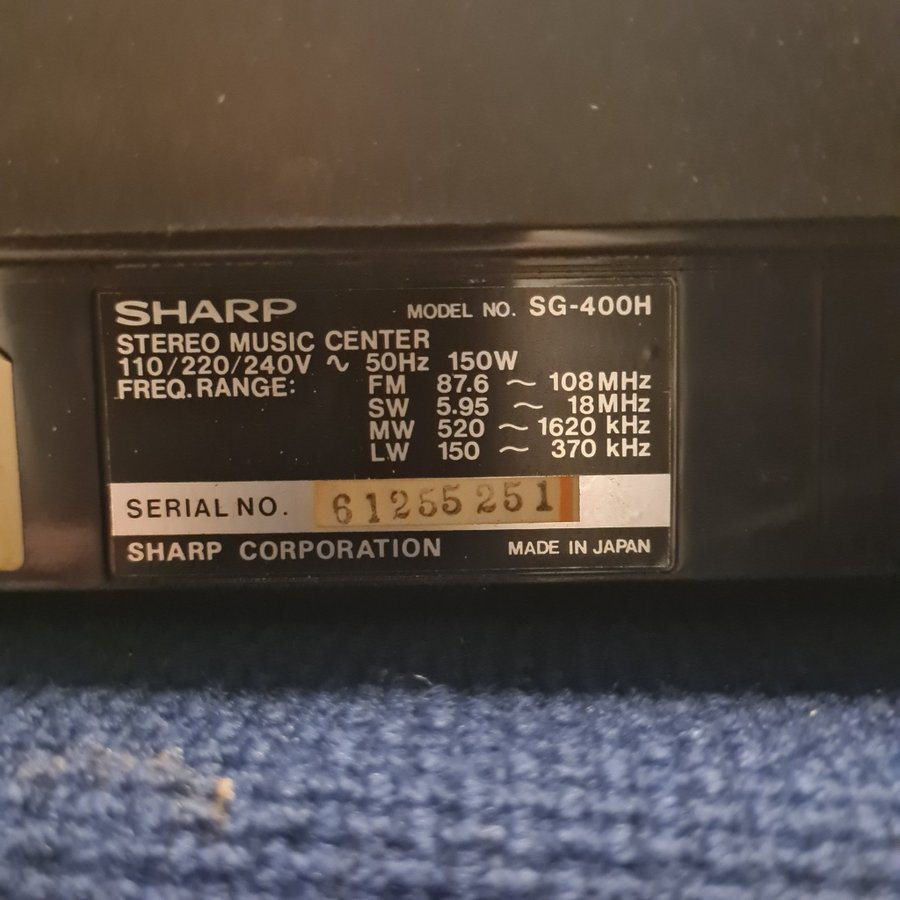 SHARP MODEL NO. SG-400H
STEREO MUSIC CENTER
110/220/240V ∿ 50Hz 150W
FREQ. RANGE: FM 87.6 ~ 108 MHz
SW 5.95 ~ 18 MHz
MW 520 ~ 1620 kHz
LW 150 ~ 370 kHz
SERIAL NO. 61255251
SHARP CORPORATION MADE IN JAPAN